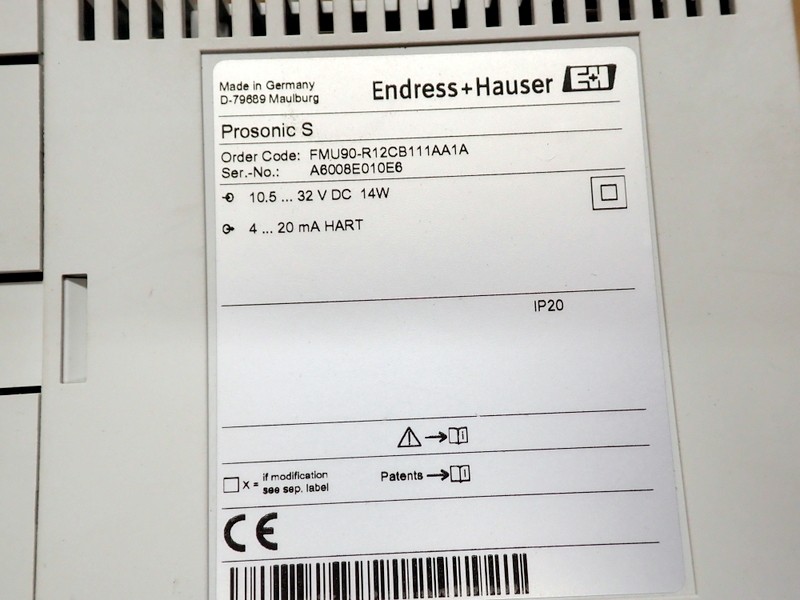 Made in Germany
D-79689 Maulburg
Endress+Hauser
E+H
Prosonic S
Order Code: FMU90-R12CB111AA1A
Ser.-No.: A6008E010E6
10.5 ... 32 V DC 14W
4 ... 20 mA HART
IP20
x = if modification
see sep. label
Patents
CE